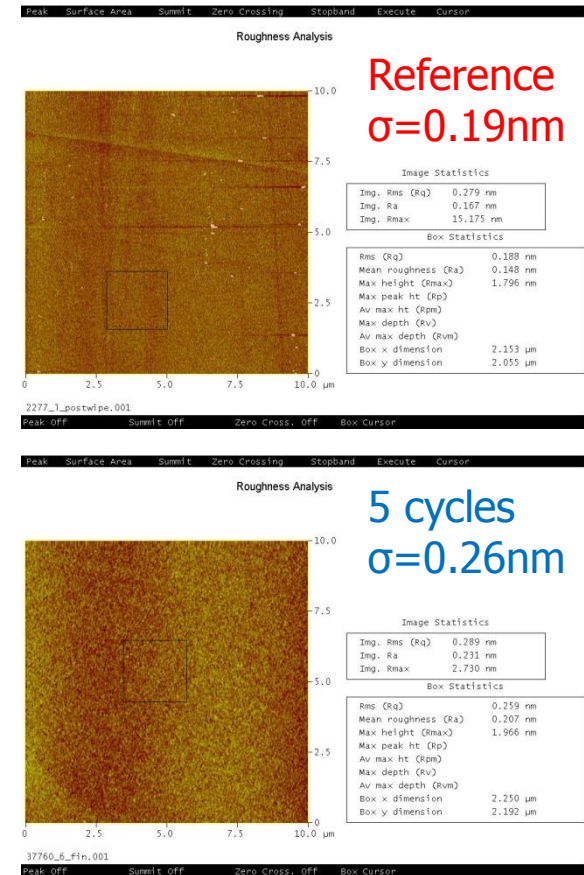 Peak Surface Area Summit Zero Crossing Stopband Execute Cursor
Roughness Analysis
Reference
σ=0.19nm
10.0
7.5
5.0
2.5
0
0 2.5 5.0 7.5 10.0 µm
Image Statistics
Img. Rms (Rq) 0.279 nm
Img. Ra 0.167 nm
Img. Rmax 15.175 nm
Box Statistics
Rms (Rq) 0.188 nm
Mean roughness (Ra) 0.148 nm
Max height (Rmax) 1.796 nm
Max peak ht (Rp)
Av max ht (Rpm)
Max depth (Rv)
Av max depth (Rvm)
Box x dimension 2.153 µm
Box y dimension 2.055 µm
2277_1_postwipe.001
Peak Off Summit Off Zero Cross. Off Box Cursor
Peak Surface Area Summit Zero Crossing Stopband Execute Cursor
Roughness Analysis
5 cycles
σ=0.26nm
10.0
7.5
5.0
2.5
0
0 2.5 5.0 7.5 10.0 µm
Image Statistics
Img. Rms (Rq) 0.289 nm
Img. Ra 0.231 nm
Img. Rmax 2.730 nm
Box Statistics
Rms (Rq) 0.259 nm
Mean roughness (Ra) 0.207 nm
Max height (Rmax) 1.966 nm
Max peak ht (Rp)
Av max ht (Rpm)
Max depth (Rv)
Av max depth (Rvm)
Box x dimension 2.250 µm
Box y dimension 2.192 µm
37760_6_fin.001
Peak Off Summit Off Zero Cross. Off Box Cursor